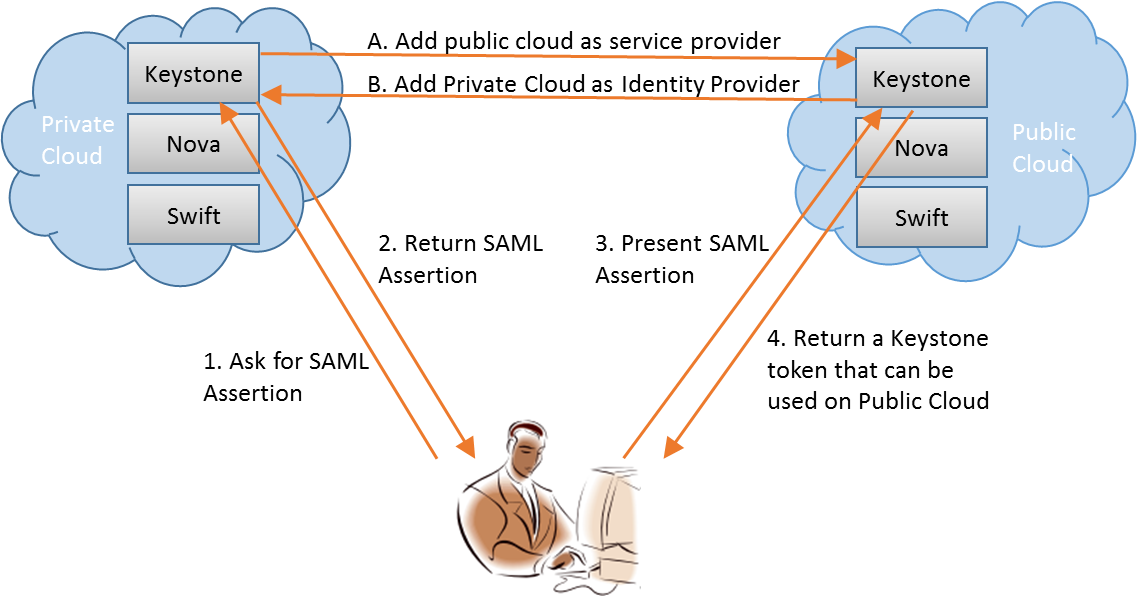 A. Add public cloud as service provider
B. Add Private Cloud as Identity Provider
Private
Cloud
Keystone
Nova
Swift
Keystone
Nova
Swift
Public
Cloud
2. Return SAML
Assertion
3. Present SAML
Assertion
1. Ask for SAML
Assertion
4. Return a Keystone
token that can be
used on Public Cloud